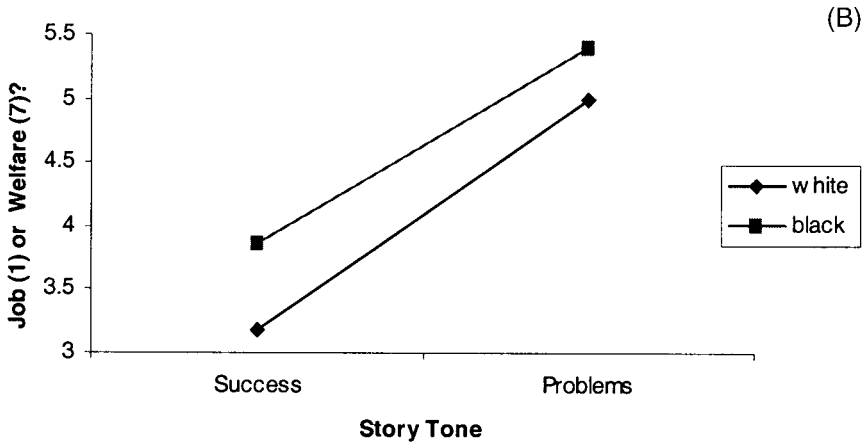 (B)
5.5
5
4.5
4
3.5
3
Job (1) or Welfare (7)?
Success
Problems
Story Tone
white
black